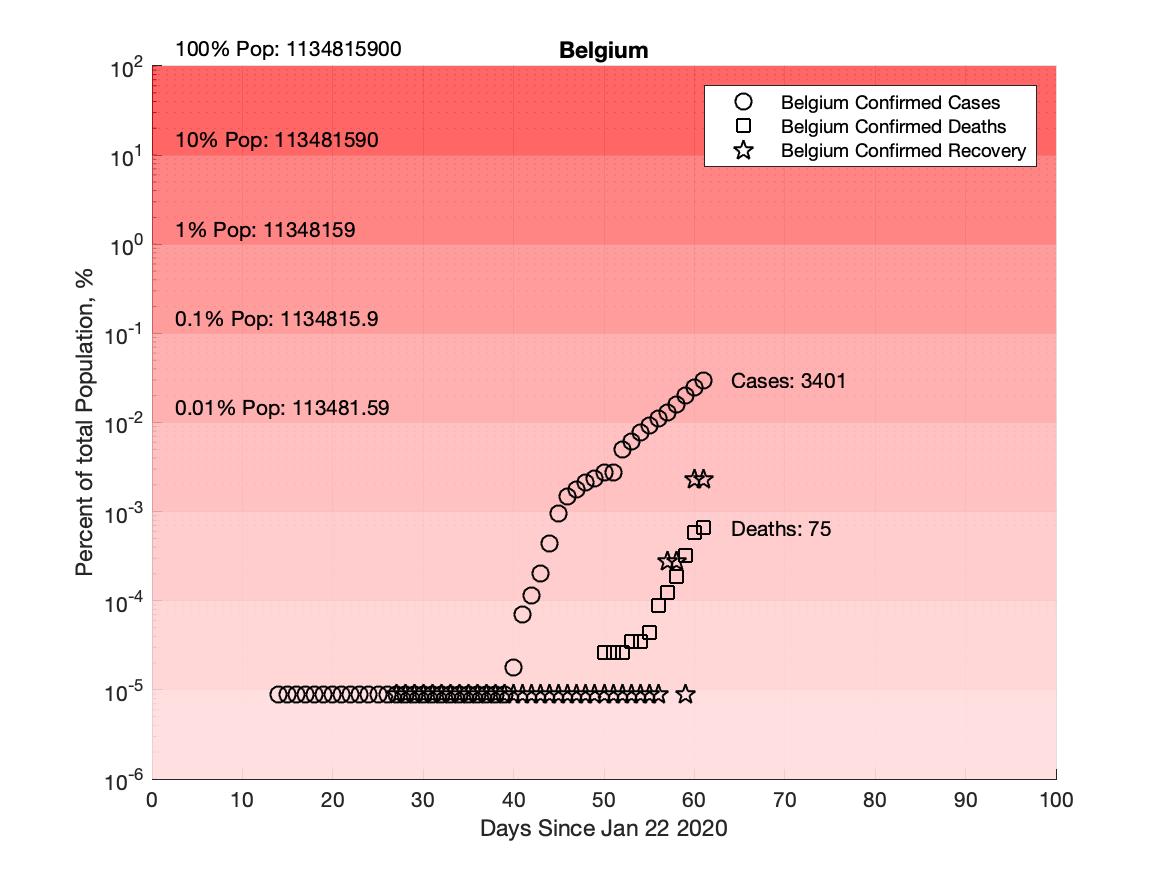 100% Pop: 1134815900
Belgium
10% Pop: 113481590
1% Pop: 11348159
0.1% Pop: 1134815.9
0.01% Pop: 113481.59
Belgium Confirmed Cases
Belgium Confirmed Deaths
Belgium Confirmed Recovery
Cases: 3401
Deaths: 75
Percent of total Population, %
10^2
10^1
10^0
10^-1
10^-2
10^-3
10^-4
10^-5
10^-6
0 10 20 30 40 50 60 70 80 90 100
Days Since Jan 22 2020